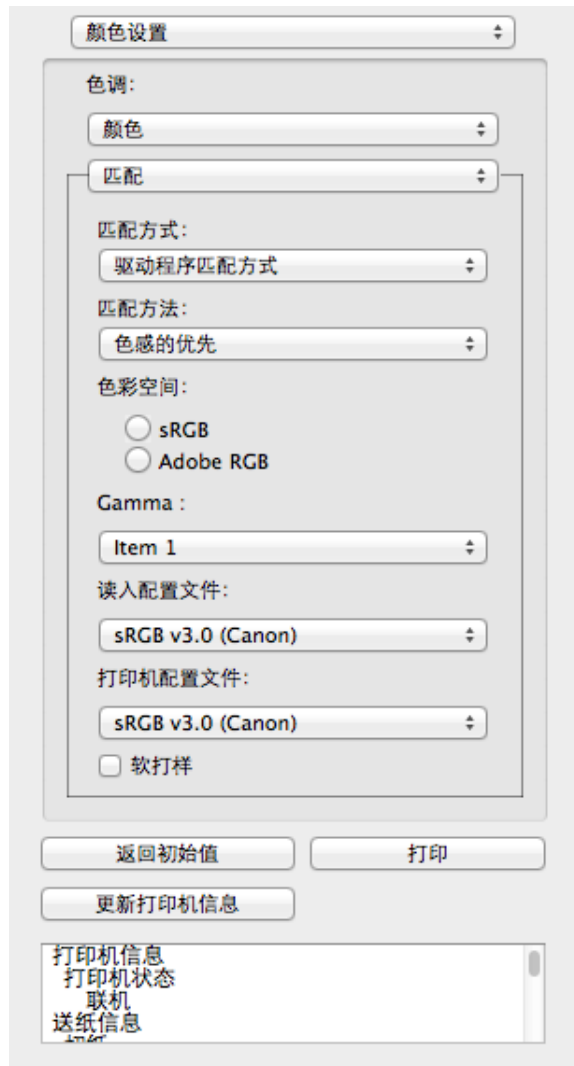 颜色设置
色调:
颜色
匹配
匹配方式:
驱动程序匹配方式
匹配方法:
色感的优先
色彩空间:
sRGB
Adobe RGB
Gamma :
Item 1
读入配置文件:
sRGB v3.0 (Canon)
打印机配置文件:
sRGB v3.0 (Canon)
软打样
返回初始值
打印
更新打印机信息
打印机信息
打印机状态
联机
送纸信息